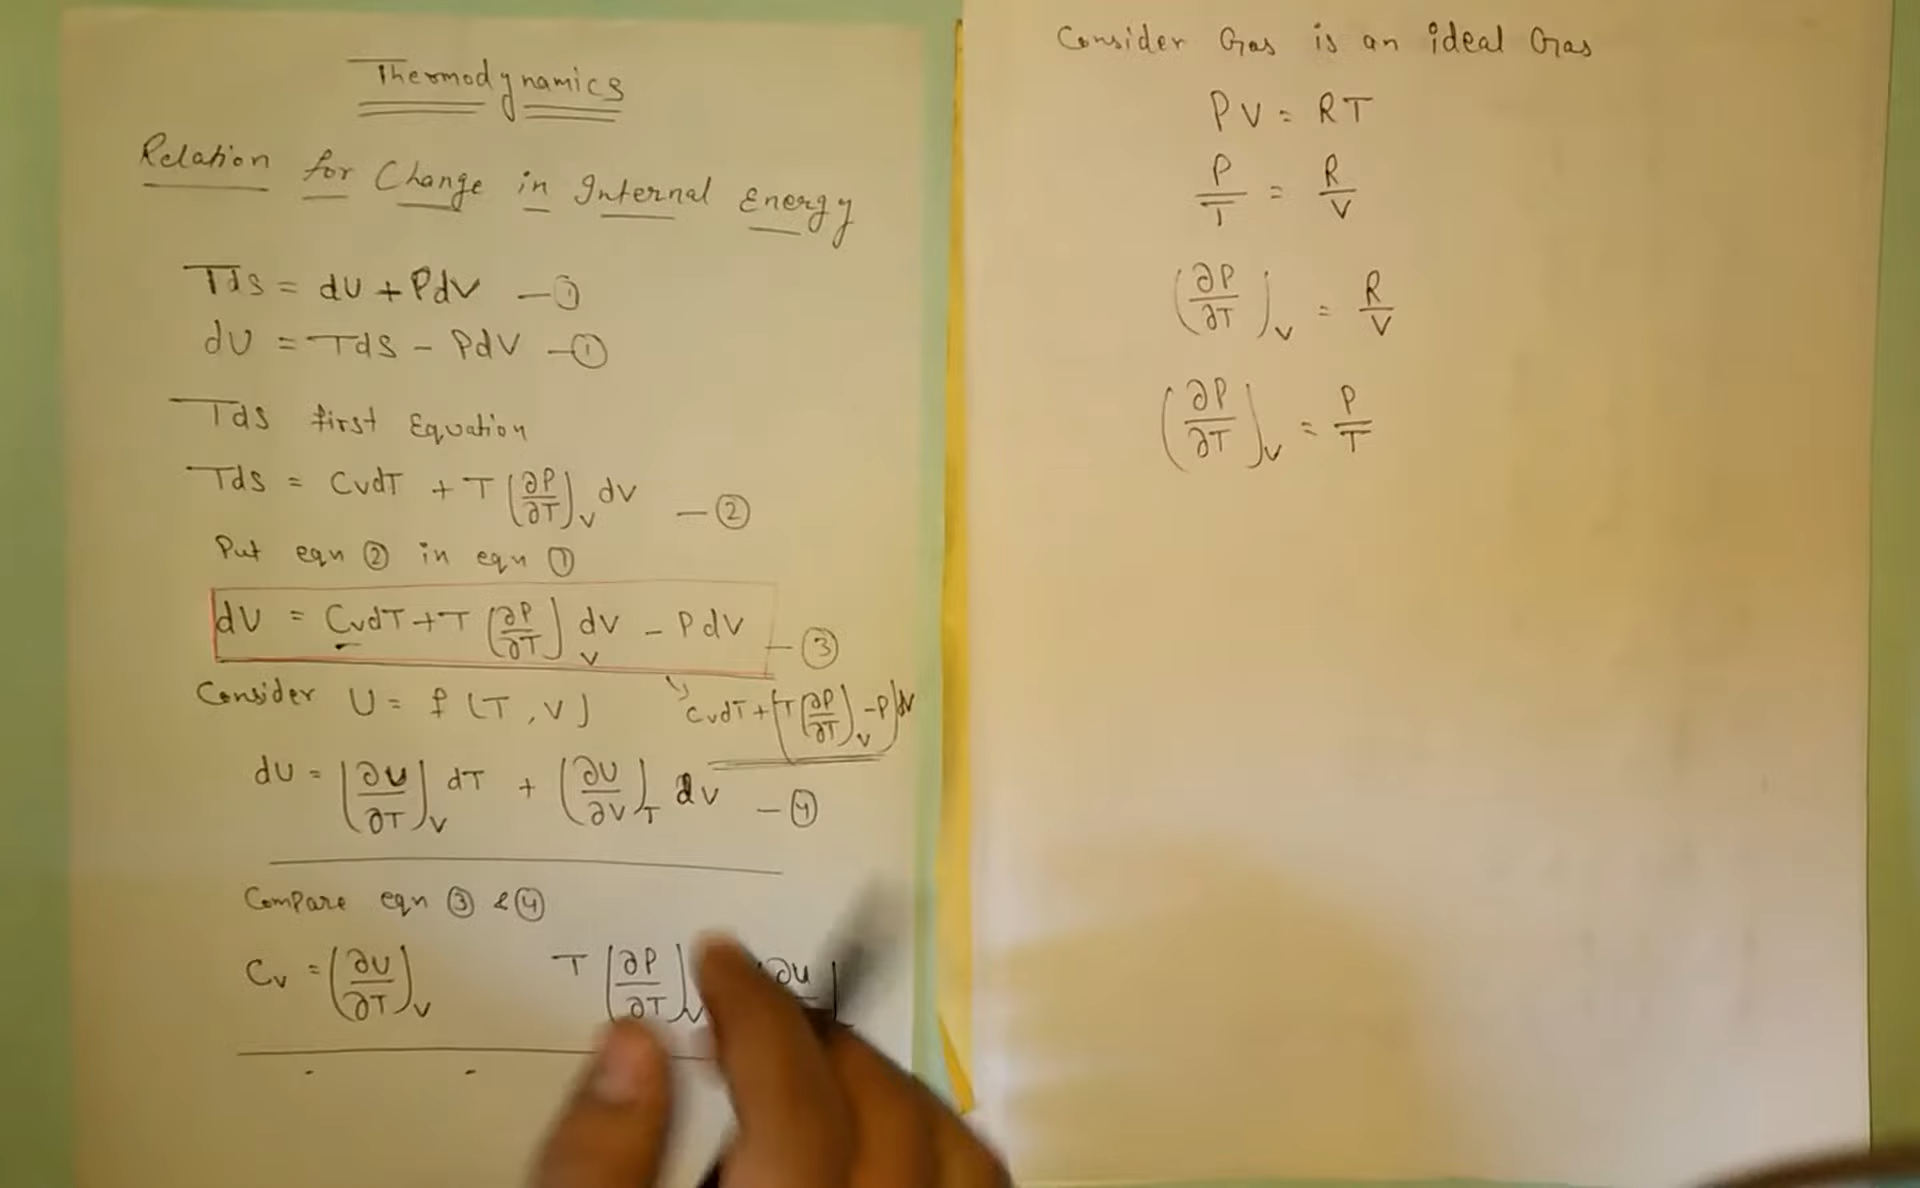 Thermodynamics
Relation for Change in Internal Energy
Tds = dU + PdV — ①
dU = Tds - PdV — ①
Tds first Equation
Tds = CvdT + T (∂P/∂T)v dv — ②
Put eqn ② in eqn ①
dU = CvdT + T (∂P/∂T)v dv - Pdv — ③
CvdT + [T(∂P/∂T)v - P]dv
Consider U = f (T, V)
dU = (∂U/∂T)v dT + (∂U/∂V)T dv — ④
Compare eqn ③ & ④
Cv = (∂U/∂T)v T (∂P/∂T)v ∂U
Consider Gas is an ideal Gas
PV = RT
P/T = R/V
(∂P/∂T)v = R/V
(∂P/∂T)v = P/T